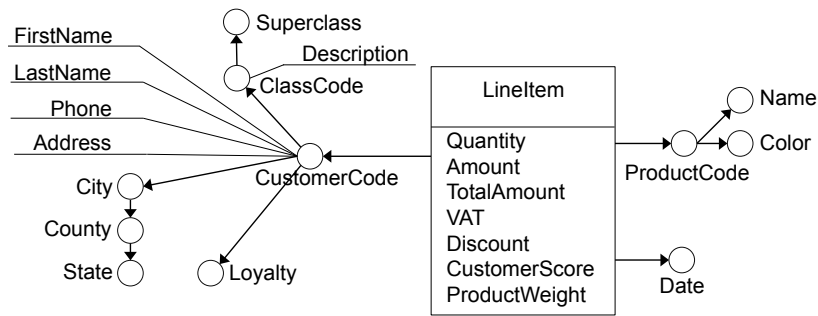 Superclass
FirstName
Description
LastName
ClassCode
LineItem
Phone
Name
Address
Quantity
Color
CustomerCode
Amount
ProductCode
City
TotalAmount
VAT
County
Discount
State
Loyalty
CustomerScore
Date
ProductWeight